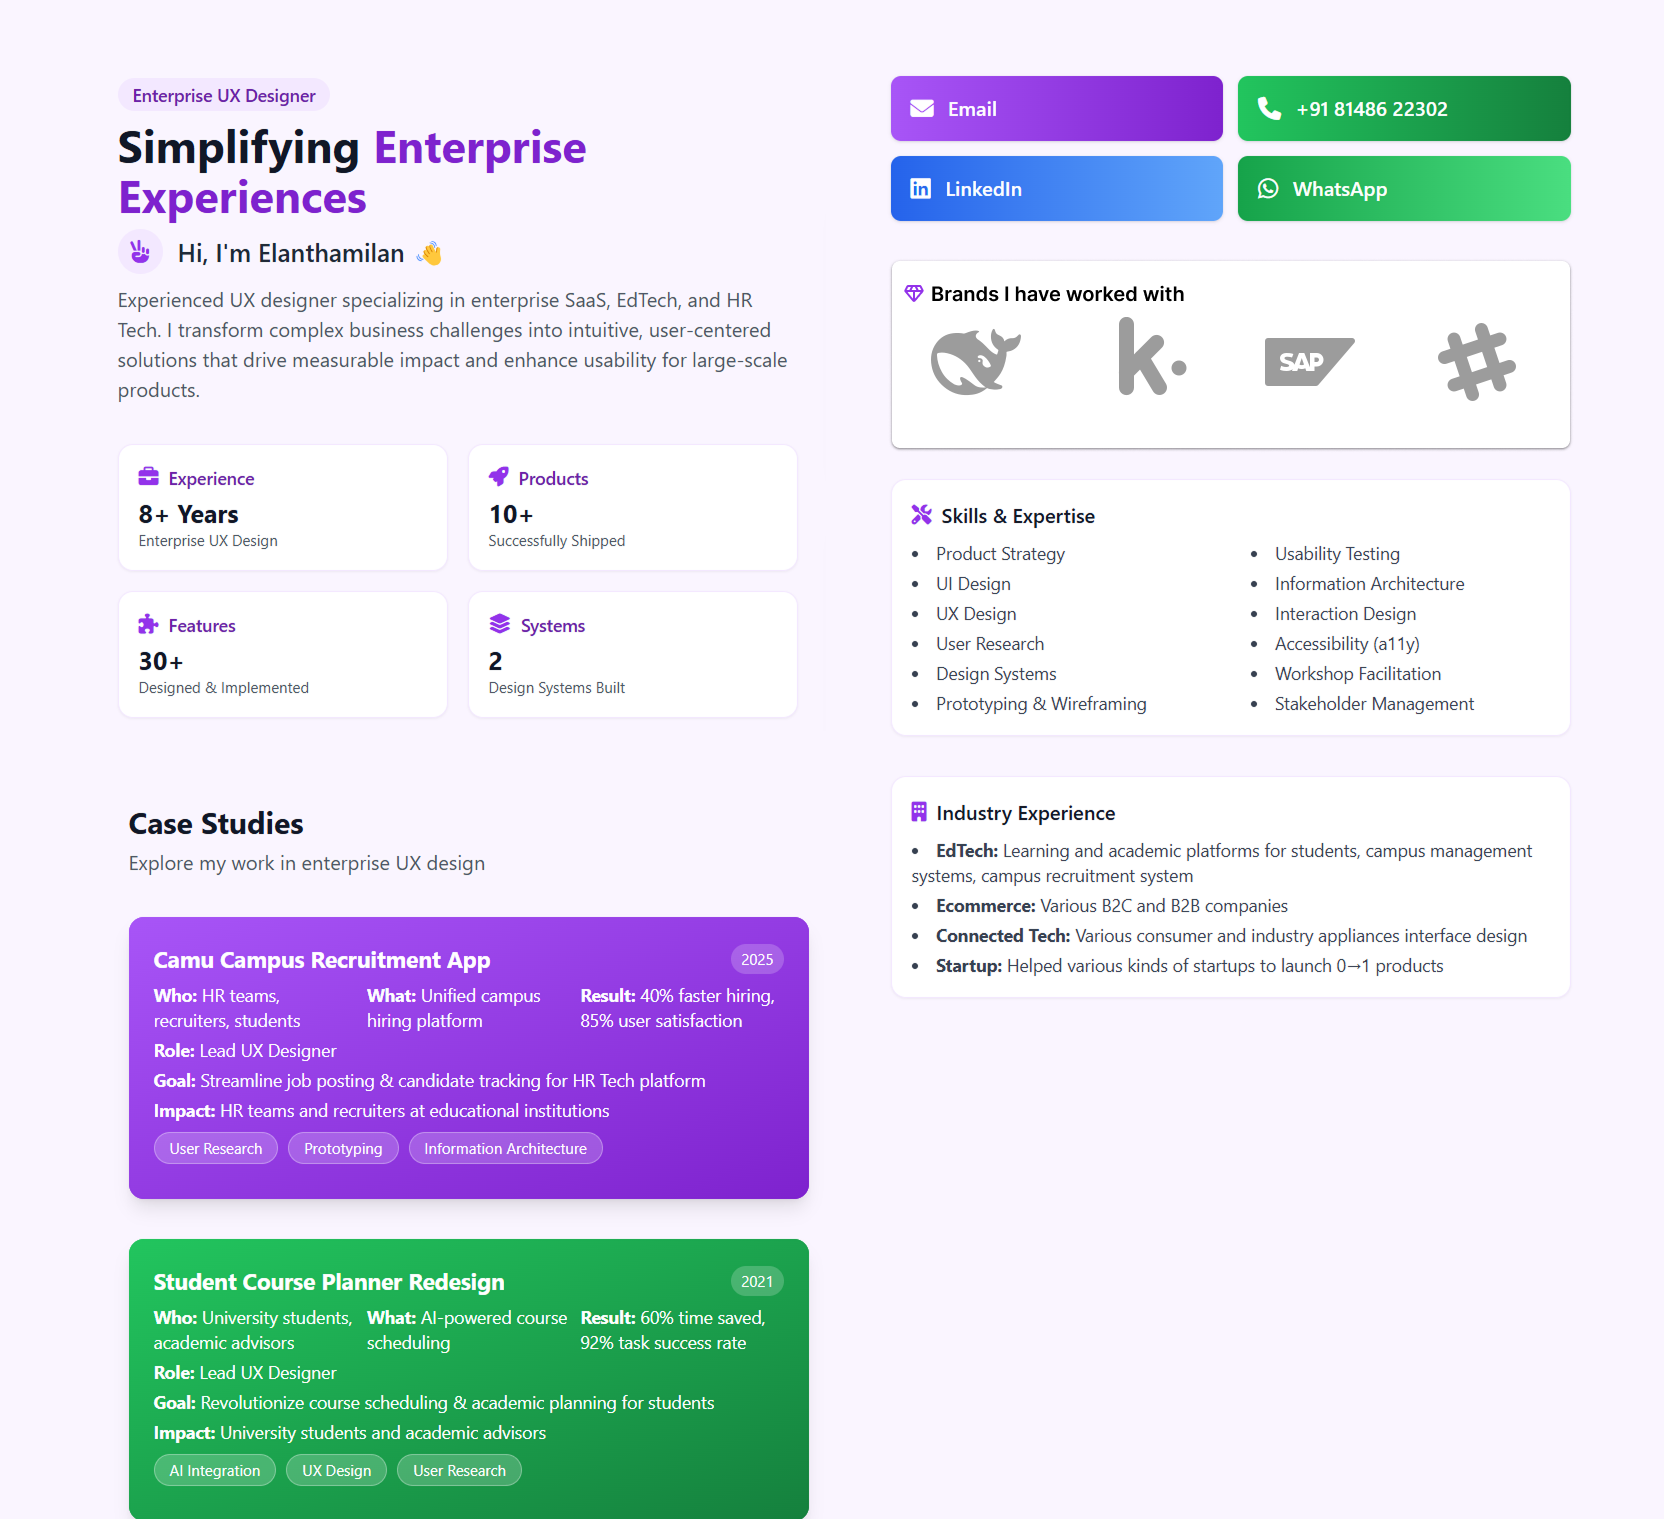 Enterprise UX Designer
Simplifying Enterprise
Experiences
Hi, I'm Elanthamilan 👋
Experienced UX designer specializing in enterprise SaaS, EdTech, and HR
Tech. I transform complex business challenges into intuitive, user-centered
solutions that drive measurable impact and enhance usability for large-scale
products.
Experience
8+ Years
Enterprise UX Design
Products
10+
Successfully Shipped
Features
30+
Designed & Implemented
Systems
2
Design Systems Built
Case Studies
Explore my work in enterprise UX design
Camu Campus Recruitment App
2025
Who: HR teams,
recruiters, students
What: Unified campus
hiring platform
Result: 40% faster hiring,
85% user satisfaction
Role: Lead UX Designer
Goal: Streamline job posting & candidate tracking for HR Tech platform
Impact: HR teams and recruiters at educational institutions
User Research
Prototyping
Information Architecture
Student Course Planner Redesign
2021
Who: University students,
academic advisors
What: AI-powered course
scheduling
Result: 60% time saved,
92% task success rate
Role: Lead UX Designer
Goal: Revolutionize course scheduling & academic planning for students
Impact: University students and academic advisors
AI Integration
UX Design
User Research
Email
+91 81486 22302
LinkedIn
WhatsApp
Brands I have worked with
k.
SAP
Skills & Expertise
• Product Strategy
• UI Design
• UX Design
• User Research
• Design Systems
• Prototyping & Wireframing
• Usability Testing
• Information Architecture
• Interaction Design
• Accessibility (a11y)
• Workshop Facilitation
• Stakeholder Management
Industry Experience
• EdTech: Learning and academic platforms for students, campus management
systems, campus recruitment system
• Ecommerce: Various B2C and B2B companies
• Connected Tech: Various consumer and industry appliances interface design
• Startup: Helped various kinds of startups to launch 0→1 products